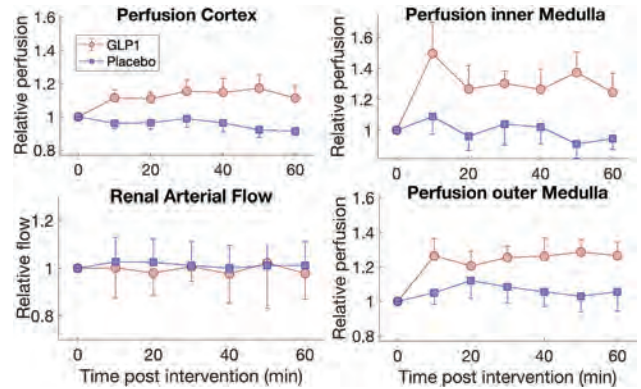 Perfusion Cortex
1.6
1.4
1.2
1
0.8
Relative perfusion
GLP1
Placebo
0 20 40 60
Perfusion inner Medulla
1.6
1.4
1.2
1
Relative perfusion
0 20 40 60
Renal Arterial Flow
1.2
1
0.8
Relative flow
0 20 40 60
Time post intervention (min)
Perfusion outer Medulla
1.6
1.4
1.2
1
0.8
Relative perfusion
0 20 40 60
Time post intervention (min)